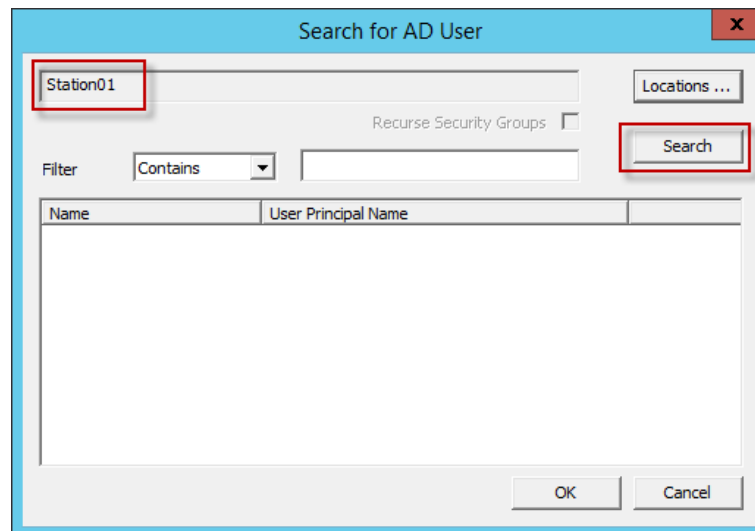 Search for AD User
x
Station01
Locations ...
Recurse Security Groups
Search
Filter Contains
Name User Principal Name
OK Cancel